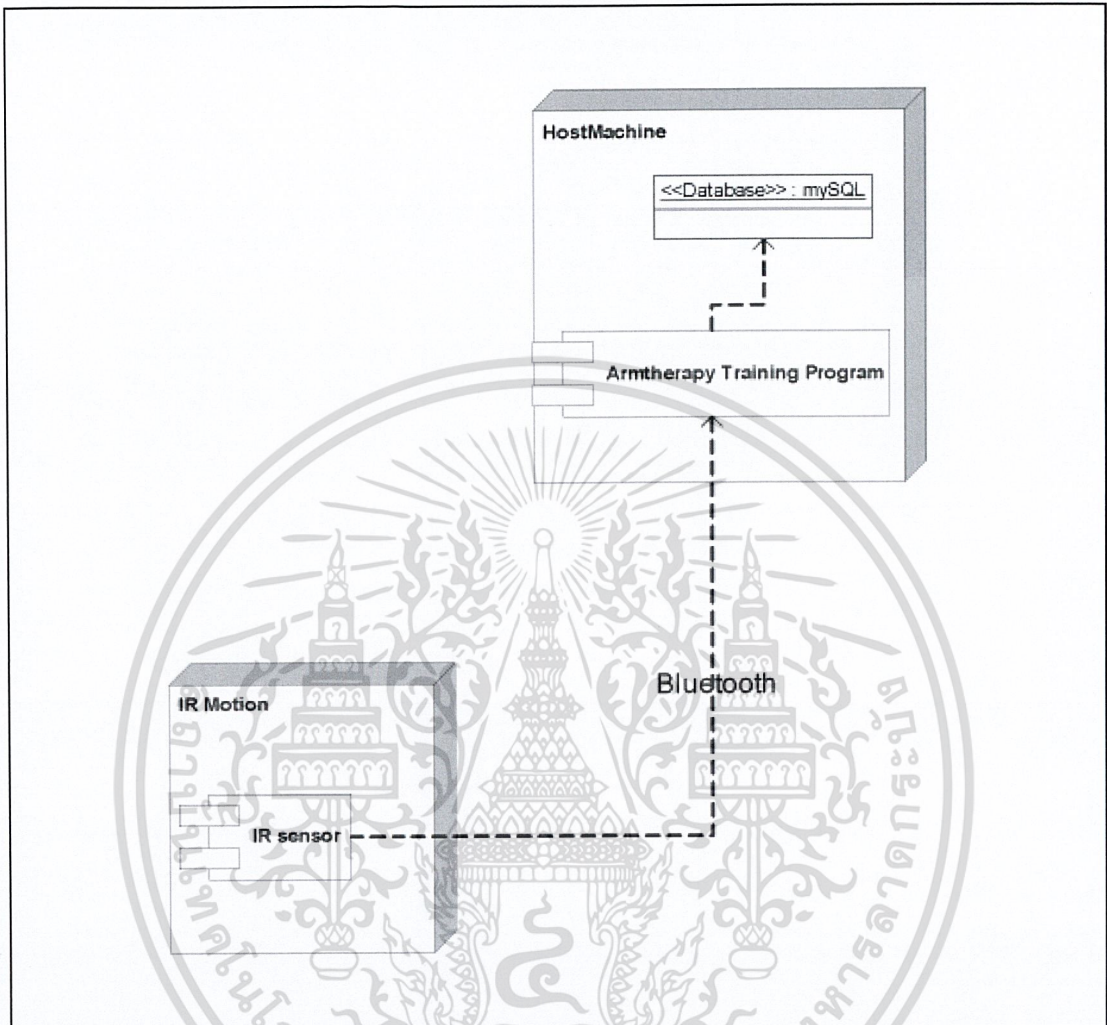 HostMachine
<<Database>> : mySQL
Armtherapy Training Program
Bluetooth
IR Motion
IR sensor